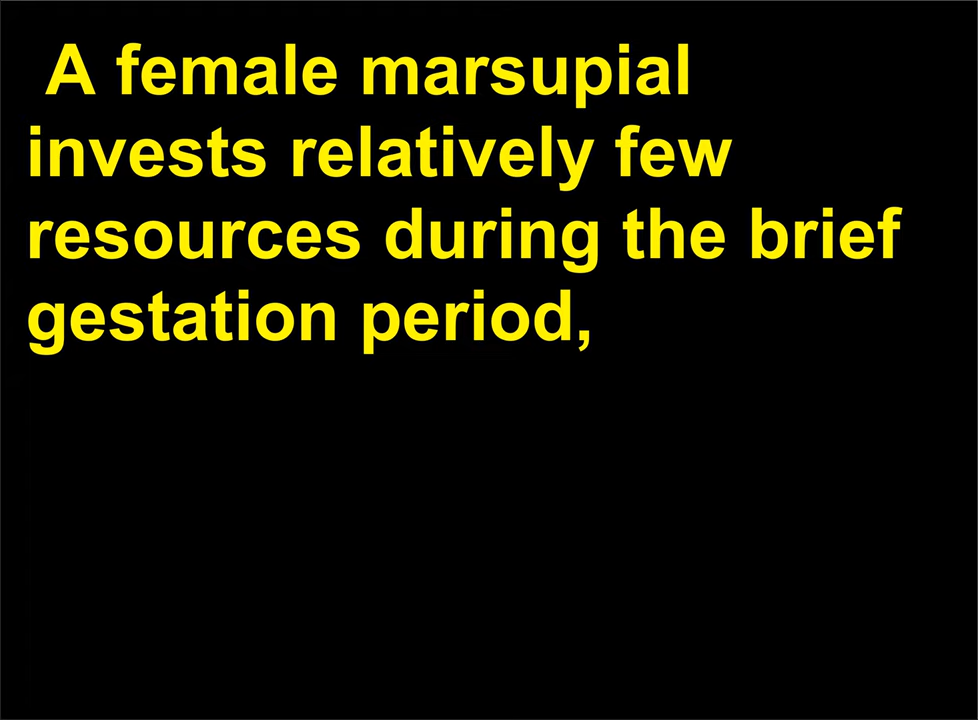 A female marsupial
invests relatively few
resources during the brief
gestation period,